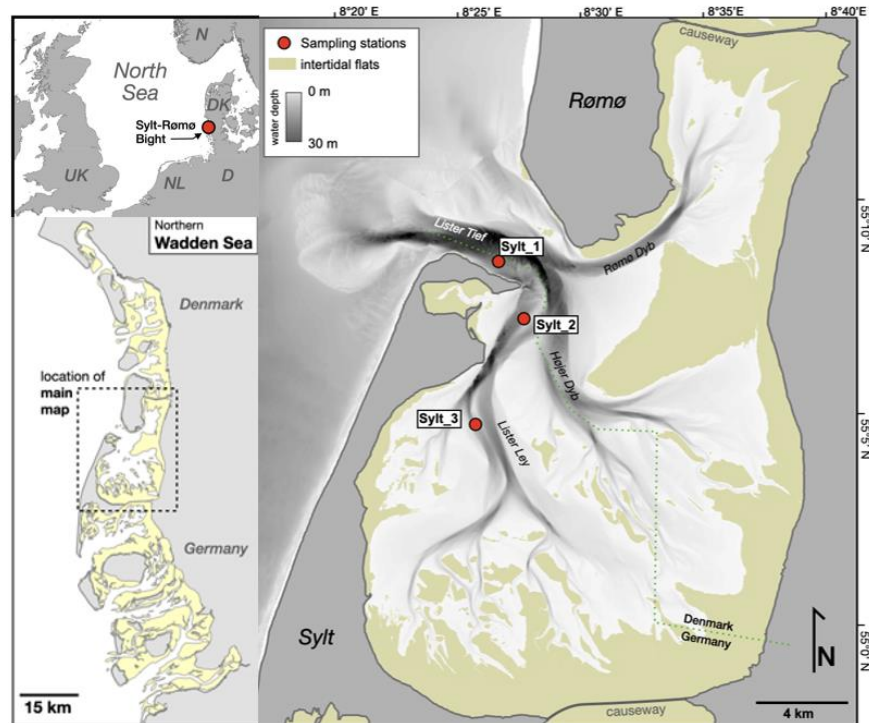 8°20' E
8°25' E
8°30' E
8°35' E
8°40' E
N
North
Sea
DK
Sylt-Rømø
Bight
UK
NL
D
Sampling stations
intertidal flats
water depth
0 m
30 m
causeway
Rømø
Northern
Wadden Sea
Denmark
location of
main
map
Germany
15 km
Lister Tief
Sylt_1
Rømø Dyb
55°10' N
Sylt_2
Højer Dyb
Sylt_3
Lister Ley
55°5' N
Sylt
Denmark
Germany
55°0' N
N
causeway
4 km